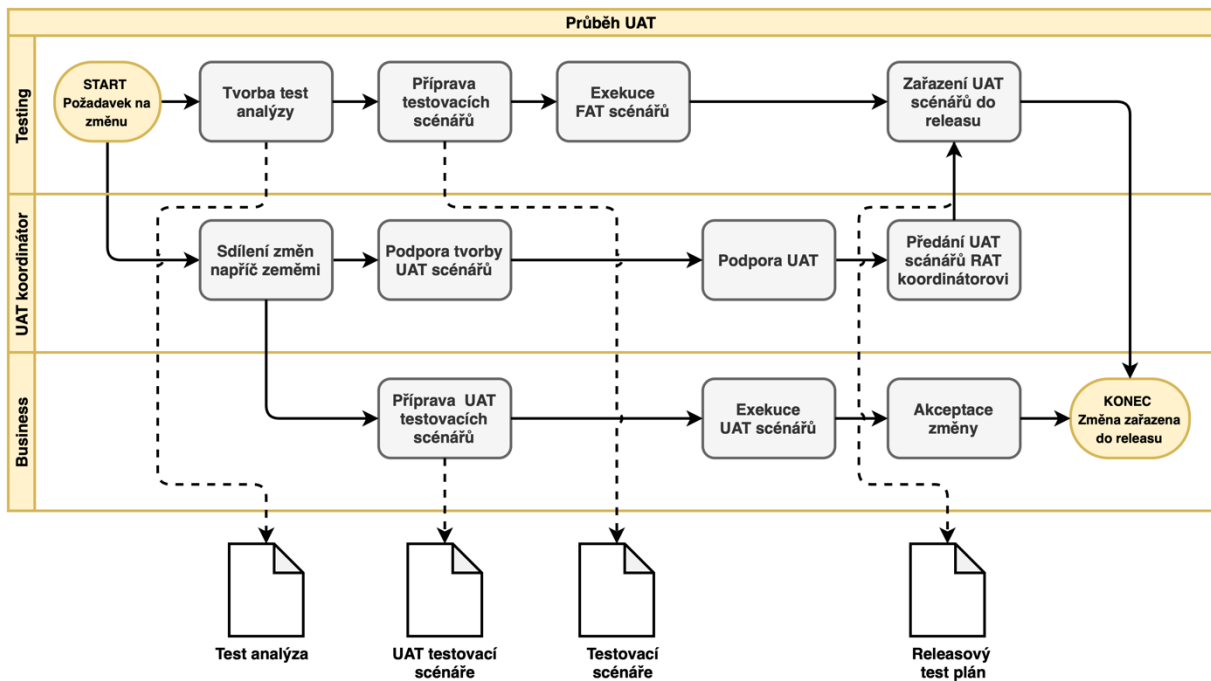 Průběh UAT
Testing
START
Požadavek na
změnu
Tvorba test
analýzy
Příprava
testovacích
scénářů
Exekuce
FAT scénářů
Zařazení UAT
scénářů do
releasu
UAT koordinátor
Sdílení změn
napříč zeměmi
Podpora tvorby
UAT scénářů
Podpora UAT
Předání UAT
scánářů RAT
koordinátorovi
Business
Příprava UAT
testovacích
scénářů
Exekuce
UAT scénářů
Akceptace
změny
KONEC
Změna zařazena
do releasu
Test analýza
UAT testovací
scénáře
Testovací
scénáře
Releasový
test plán